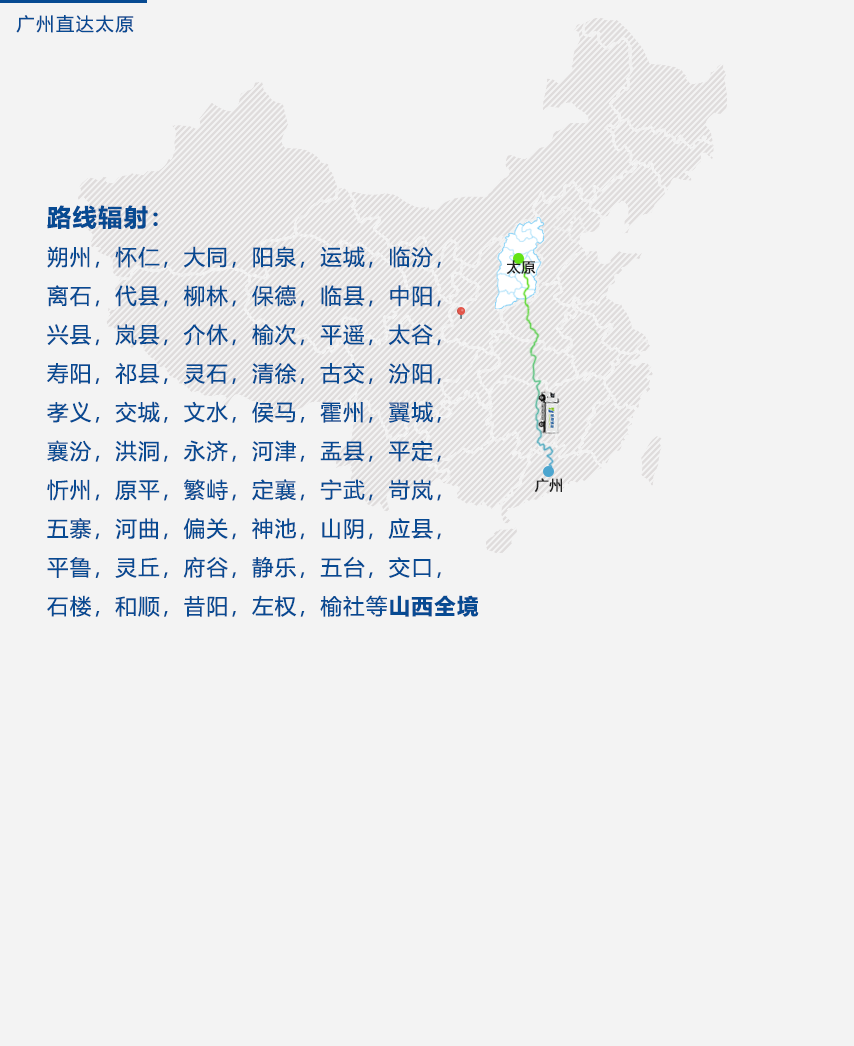 广州直达太原
路线辐射：
朔州，怀仁，大同，阳泉，运城，临汾，
离石，代县，柳林，保德，临县，中阳，
兴县，岚县，介休，榆次，平遥，太谷，
寿阳，祁县，灵石，清徐，古交，汾阳，
孝义，交城，文水，侯马，霍州，翼城，
襄汾，洪洞，永济，河津，盂县，平定，
忻州，原平，繁峙，定襄，宁武，岢岚，
五寨，河曲，偏关，神池，山阴，应县，
平鲁，灵丘，府谷，静乐，五台，交口，
石楼，和顺，昔阳，左权，榆社等山西全境
太原
广州